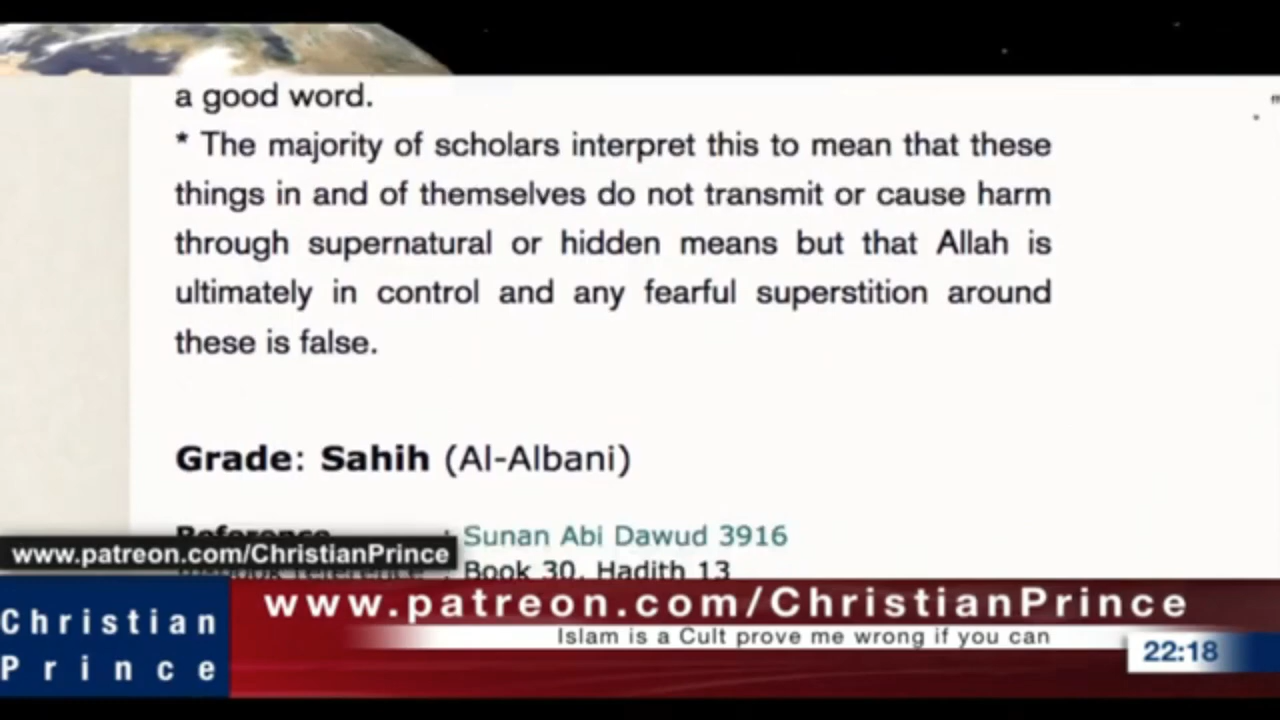 a good word.
* The majority of scholars interpret this to mean that these
things in and of themselves do not transmit or cause harm
through supernatural or hidden means but that Allah is
ultimately in control and any fearful superstition around
these is false.
Grade: Sahih (Al-Albani)
Reference : Sunan Abi Dawud 3916
www.patreon.com/ChristianPrince
reference : Book 30, Hadith 13
Christian
Prince
www.patreon.com/ChristianPrince
Islam is a Cult prove me wrong if you can
22:18